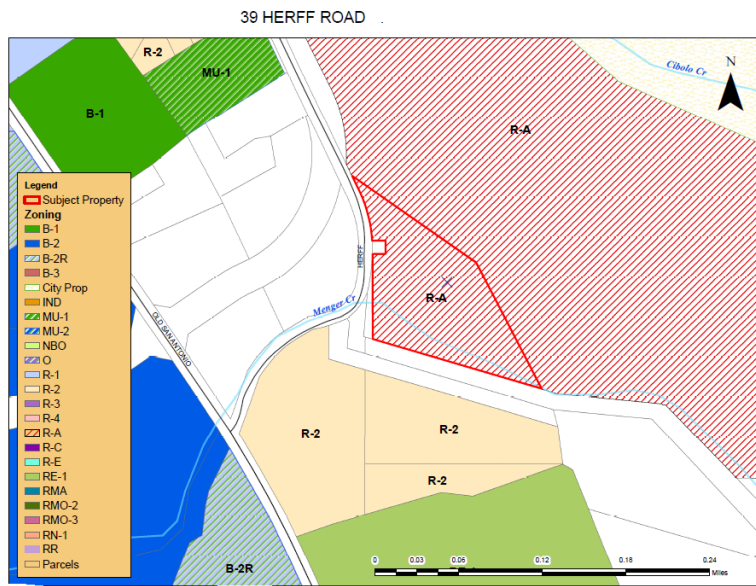 39 HERFF ROAD
R-2
MU-1
B-1
Cibolo Cr
N
R-A
Legend
Subject Property
Zoning
B-1
B-2
B-2R
B-3
City Prop
IND
MU-1
MU-2
NBO
O
R-1
R-2
R-3
R-4
R-A
R-C
R-E
RE-1
RMA
RMO-2
RMO-3
RN-1
RR
Parcels
HERFF
R-A
Menger Cr
OLD SAN ANTONIO
R-2
R-2
R-2
B-2R
0 0.03 0.06 0.12 0.18 0.24
Miles